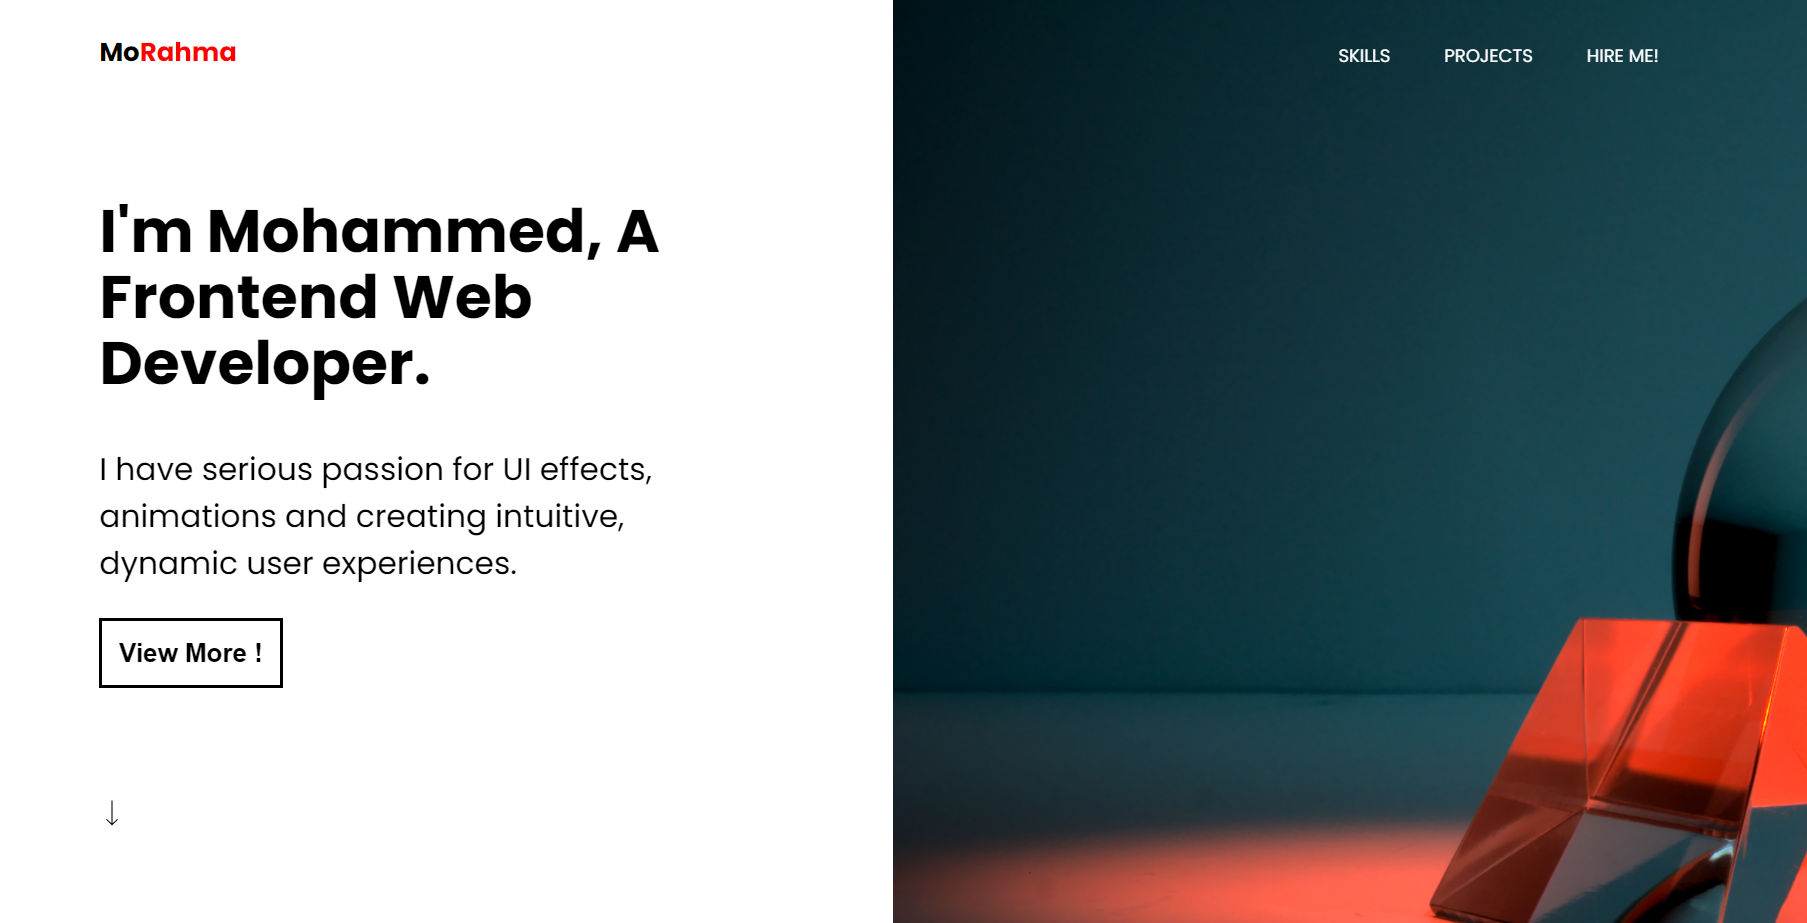 MoRahma
SKILLS PROJECTS HIRE ME!
I'm Mohammed, A
Frontend Web
Developer.
I have serious passion for UI effects,
animations and creating intuitive,
dynamic user experiences.
View More !